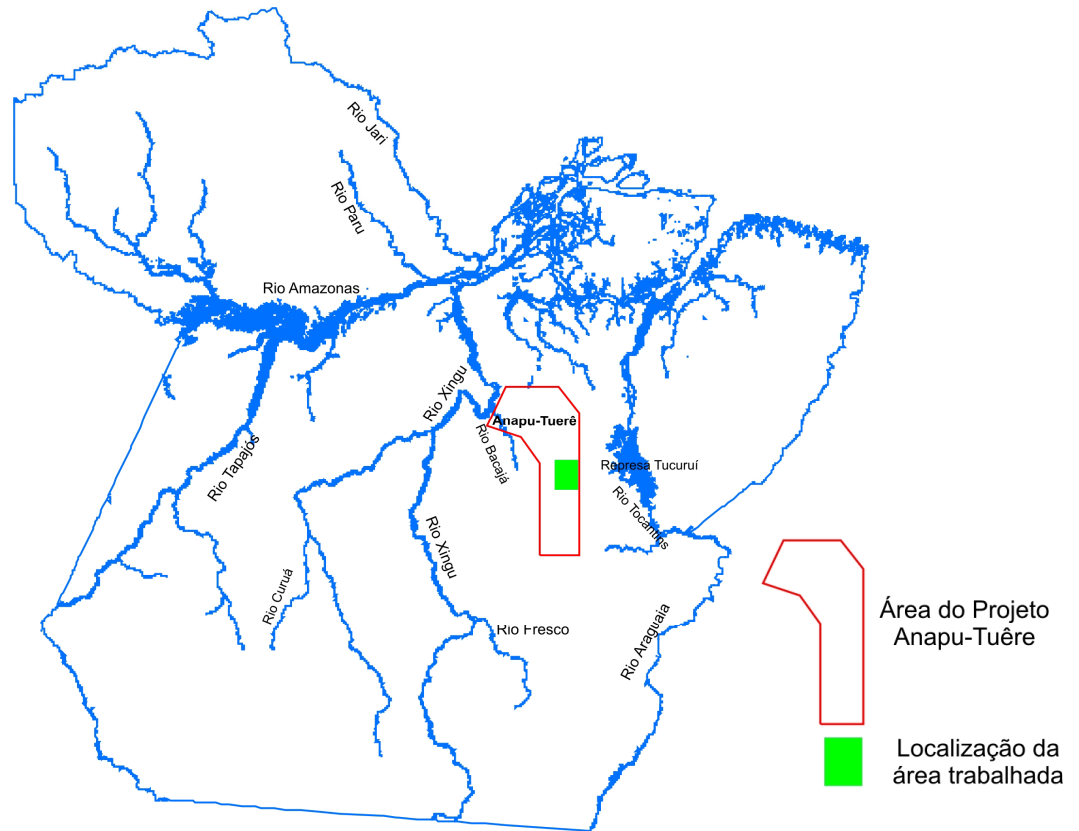 Rio Jari
Rio Paru
Rio Amazonas
Rio Xingu
Anapu-Tuerê
Rio Bacajá
Rio Tapajós
Represa Tucuruí
Rio Tocantins
Rio Xingu
Rio Curuá
Rio Fresco
Rio Araguaia
Área do Projeto
Anapu-Tuêre
Localização da
área trabalhada